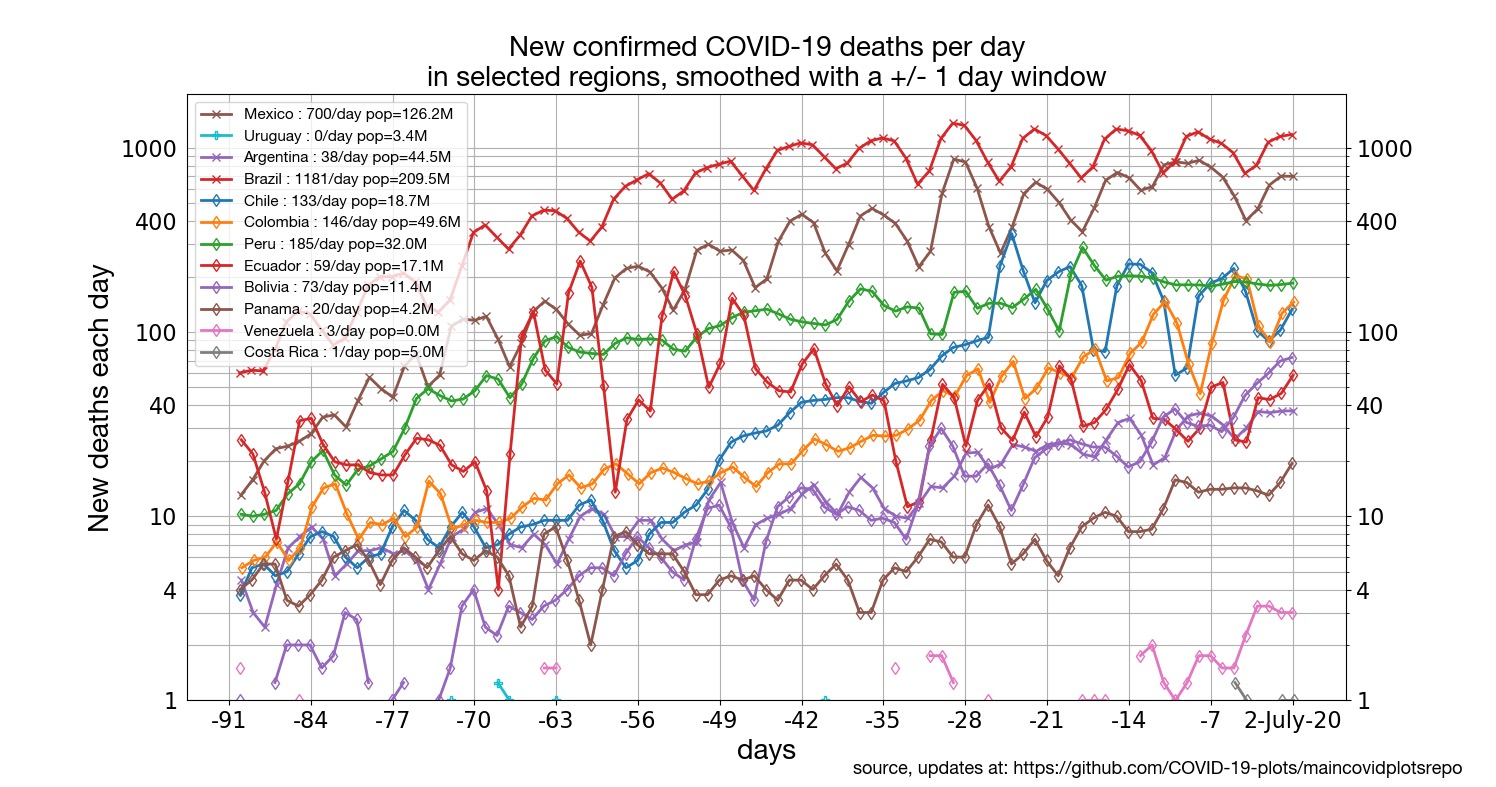 New confirmed COVID-19 deaths per day
in selected regions, smoothed with a +/- 1 day window
Mexico : 700/day pop=126.2M
Uruguay : 0/day pop=3.4M
Argentina : 38/day pop=44.5M
Brazil : 1181/day pop=209.5M
Chile : 133/day pop=18.7M
Colombia : 146/day pop=49.6M
Peru : 185/day pop=32.0M
Ecuador : 59/day pop=17.1M
Bolivia : 73/day pop=11.4M
Panama : 20/day pop=4.2M
Venezuela : 3/day pop=0.0M
Costa Rica : 1/day pop=5.0M
New deaths each day
1000
400
100
40
10
4
1
1000
400
100
40
10
4
1
-91 -84 -77 -70 -63 -56 -49 -42 -35 -28 -21 -14 -7 2-July-20
days
source, updates at: https://github.com/COVID-19-plots/maincovidplotsrepo